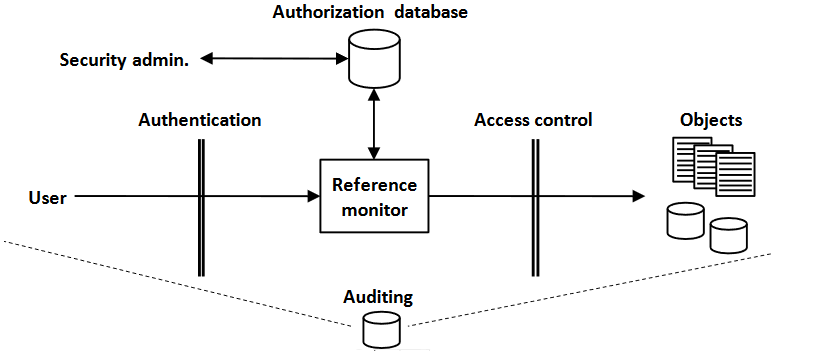 Authorization database
Security admin.
Authentication
Access control
Objects
User
Reference
monitor
Auditing